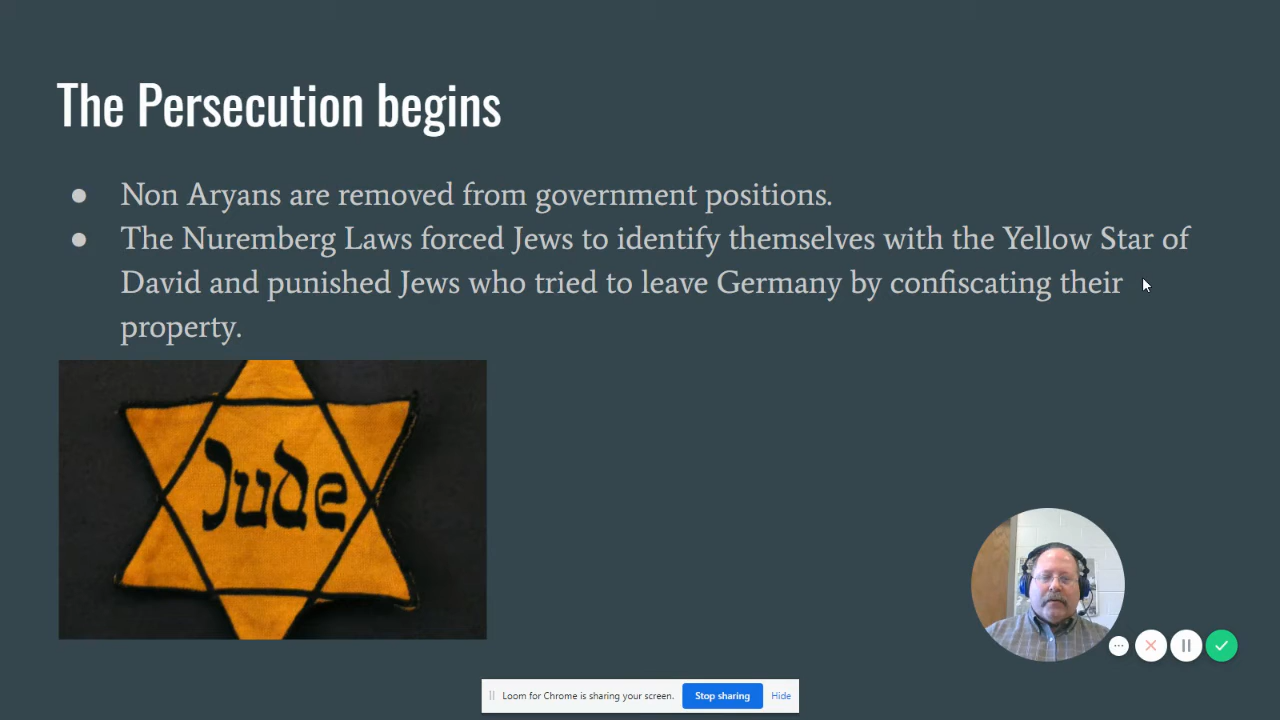 The Persecution begins
● Non Aryans are removed from government positions.
● The Nuremberg Laws forced Jews to identify themselves with the Yellow Star of
David and punished Jews who tried to leave Germany by confiscating their
property.
Jude
Loom for Chrome is sharing your screen. Stop sharing Hide